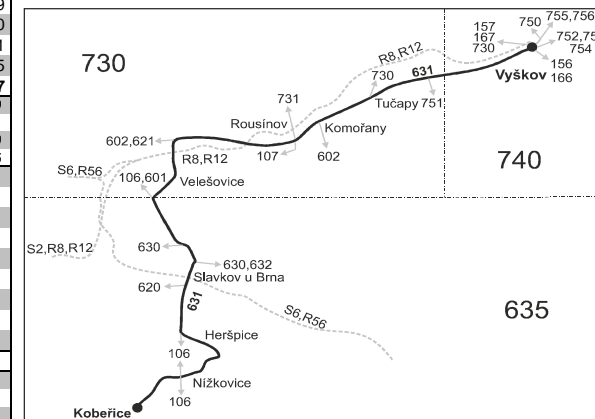 730
740
635
157
167
730
750
755,756
752,75
754
156
166
Vyškov
R8,R12
730
631
Tučapy
751
731
Rousínov
Komořany
602,621
R8,R12
107
602
S6,R56
106,601
Velešovice
630
S2,R8,R12
630,632
Slavkov u Brna
620
631
S6,R56
Heršpice
106
Nížkovice
106
Kobeřice